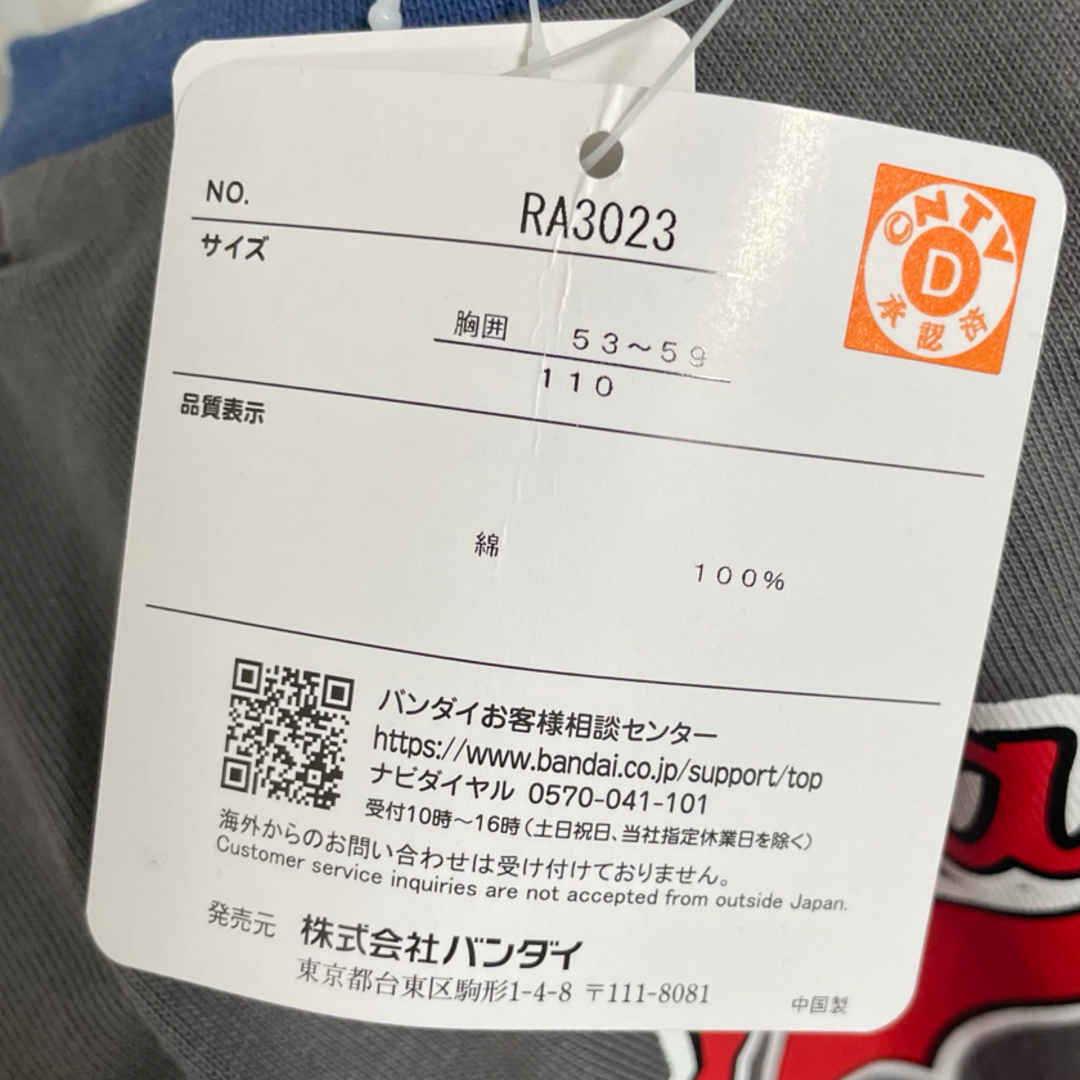 NO. RA3023
サイズ
胸囲 53〜59
110
品質表示
綿 100%
©NTV
D
承認済
バンダイお客様相談センター
https://www.bandai.co.jp/support/top
ナビダイヤル 0570-041-101
受付10時〜16時(土日祝日、当社指定休業日を除く)
海外からのお問い合わせは受け付けておりません。
Customer service inquiries are not accepted from outside Japan.
発売元 株式会社バンダイ
東京都台東区駒形1-4-8 〒111-8081
中国製